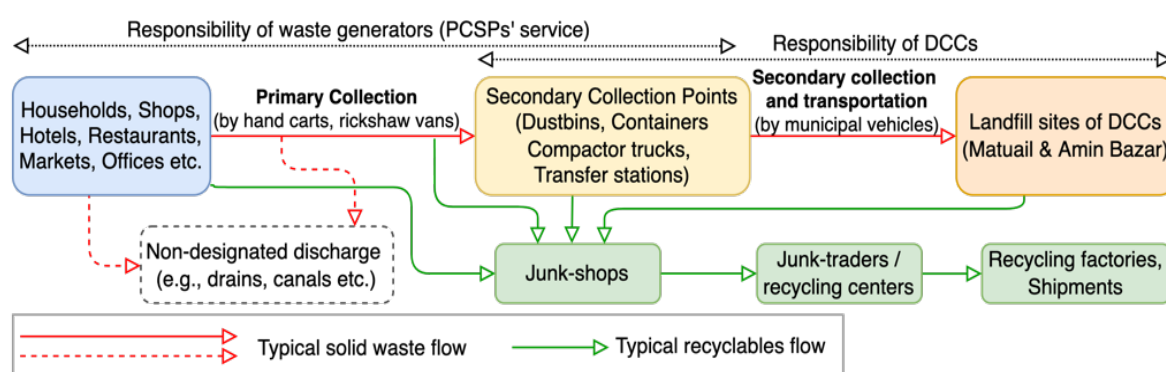 Responsibility of waste generators (PCSPs' service)
Responsibility of DCCs
Households, Shops,
Hotels, Restaurants,
Markets, Offices etc.
Primary Collection
(by hand carts, rickshaw vans)
Secondary Collection Points
(Dustbins, Containers
Compactor trucks,
Transfer stations)
Secondary collection
and transportation
(by municipal vehicles)
Landfill sites of DCCs
(Matuail & Amin Bazar)
Non-designated discharge
(e.g., drains, canals etc.)
Junk-shops
Junk-traders /
recycling centers
Recycling factories,
Shipments
Typical solid waste flow
Typical recyclables flow